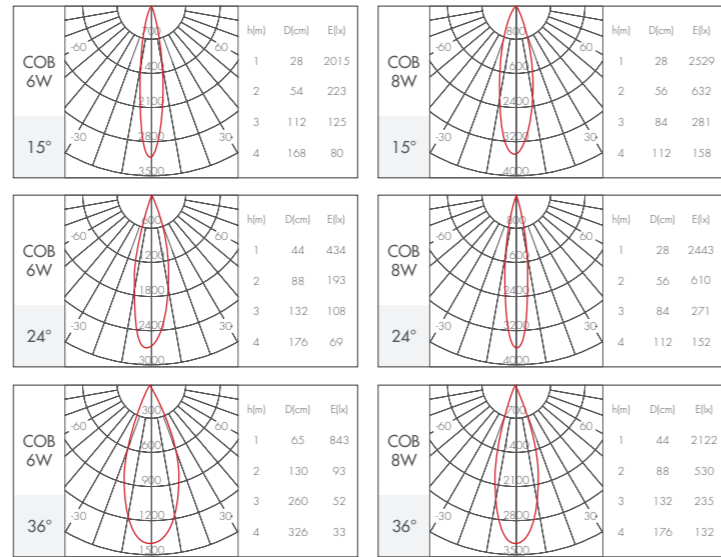 COB
6W
15°
-60
60
-30
30
700
1400
2100
2800
3500
h(m) D(cm) E(lx)
1 28 2015
2 54 223
3 112 125
4 168 80
COB
8W
15°
-60
60
-30
30
800
1600
2400
3200
4000
h(m) D(cm) E(lx)
1 28 2529
2 56 632
3 84 281
4 112 158
COB
6W
24°
-60
60
-30
30
600
1200
1800
2400
3000
h(m) D(cm) E(lx)
1 44 434
2 88 193
3 132 108
4 176 69
COB
8W
24°
-60
60
-30
30
800
1600
2400
3200
4000
h(m) D(cm) E(lx)
1 28 2443
2 56 610
3 84 271
4 112 152
COB
6W
36°
-60
60
-30
30
300
600
900
1200
1500
h(m) D(cm) E(lx)
1 65 843
2 130 93
3 260 52
4 326 33
COB
8W
36°
-60
60
-30
30
700
1400
2100
2800
3500
h(m) D(cm) E(lx)
1 44 2122
2 88 530
3 132 235
4 176 132